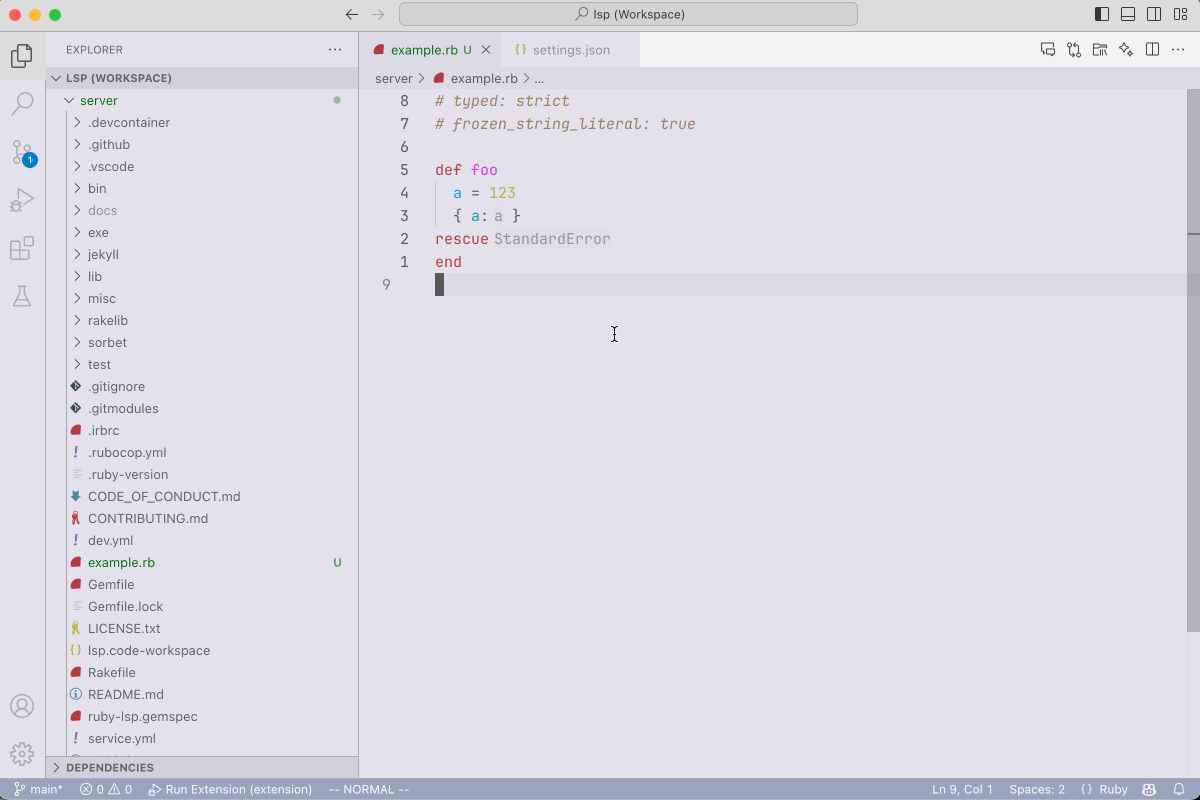 lsp (Workspace)
EXPLORER
example.rb U
settings.json
LSP (WORKSPACE)
server > example.rb > ...
server
.devcontainer
.github
.vscode
bin
docs
exe
jekyll
lib
misc
rakelib
sorbet
test
.gitignore
.gitmodules
.irbrc
.rubocop.yml
.ruby-version
CODE_OF_CONDUCT.md
CONTRIBUTING.md
dev.yml
example.rb U
Gemfile
Gemfile.lock
LICENSE.txt
lsp.code-workspace
Rakefile
README.md
ruby-lsp.gemspec
service.yml
DEPENDENCIES
1
8 # typed: strict
7 # frozen_string_literal: true
6
5 def foo
4 a = 123
3 { a: a }
2 rescue StandardError
1 end
9
main* 0 0 Run Extension (extension) -- NORMAL -- Ln 9, Col 1 Spaces: 2 {} Ruby